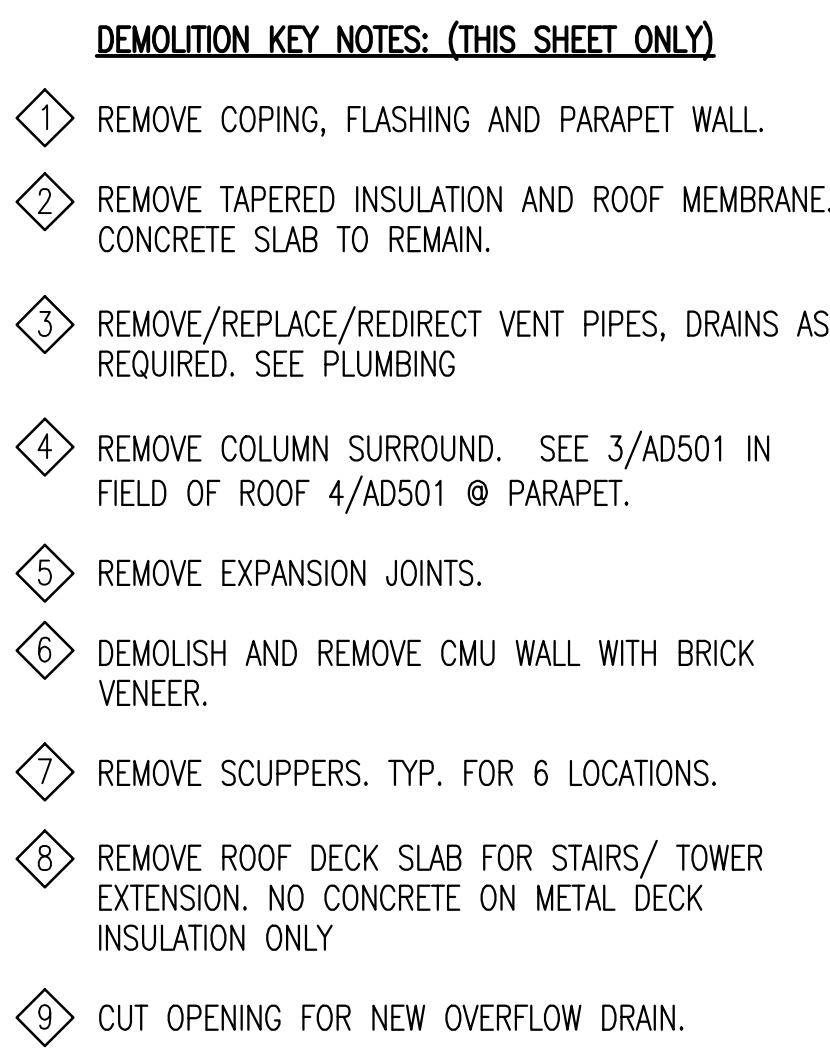 DEMOLITION KEY NOTES: (THIS SHEET ONLY)
1 REMOVE COPING, FLASHING AND PARAPET WALL.
2 REMOVE TAPERED INSULATION AND ROOF MEMBRANE.
CONCRETE SLAB TO REMAIN.
3 REMOVE/REPLACE/REDIRECT VENT PIPES, DRAINS AS
REQUIRED. SEE PLUMBING
4 REMOVE COLUMN SURROUND. SEE 3/AD501 IN
FIELD OF ROOF 4/AD501 @ PARAPET.
5 REMOVE EXPANSION JOINTS.
6 DEMOLISH AND REMOVE CMU WALL WITH BRICK
VENEER.
7 REMOVE SCUPPERS. TYP. FOR 6 LOCATIONS.
8 REMOVE ROOF DECK SLAB FOR STAIRS/ TOWER
EXTENSION. NO CONCRETE ON METAL DECK
INSULATION ONLY
9 CUT OPENING FOR NEW OVERFLOW DRAIN.